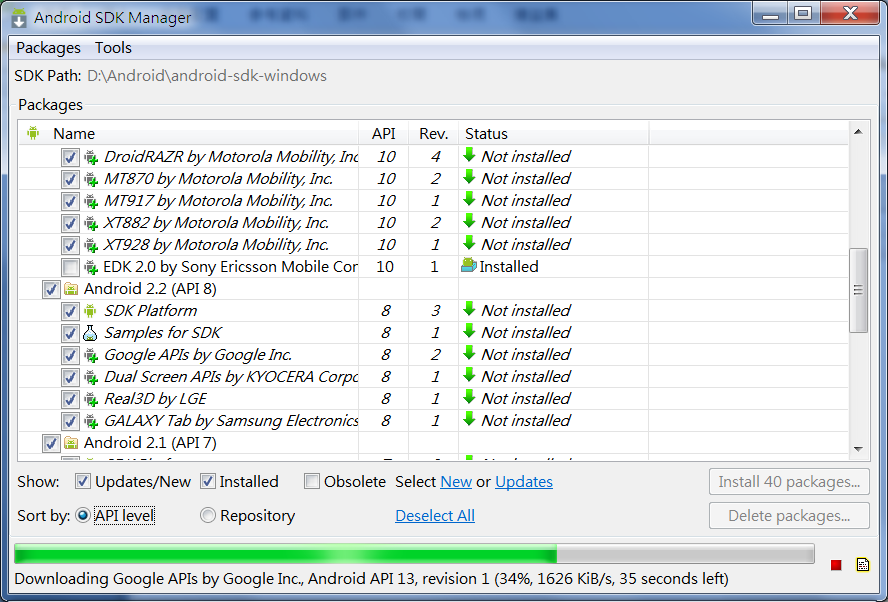 Android SDK Manager
Packages Tools
SDK Path: D:\Android\android-sdk-windows
Packages
Name API Rev. Status
DroidRAZR by Motorola Mobility, Inc 10 4 Not installed
MT870 by Motorola Mobility, Inc. 10 2 Not installed
MT917 by Motorola Mobility, Inc. 10 1 Not installed
XT882 by Motorola Mobility, Inc. 10 2 Not installed
XT928 by Motorola Mobility, Inc. 10 1 Not installed
EDK 2.0 by Sony Ericsson Mobile Cor 10 1 Installed
Android 2.2 (API 8)
SDK Platform 8 3 Not installed
Samples for SDK 8 1 Not installed
Google APIs by Google Inc. 8 2 Not installed
Dual Screen APIs by KYOCERA Corpo 8 1 Not installed
Real3D by LGE 8 1 Not installed
GALAXY Tab by Samsung Electronics 8 1 Not installed
Android 2.1 (API 7)
Show: Updates/New Installed Obsolete Select New or Updates Install 40 packages...
Sort by: API level Repository Deselect All Delete packages...
Downloading Google APIs by Google Inc., Android API 13, revision 1 (34%, 1626 KiB/s, 35 seconds left)